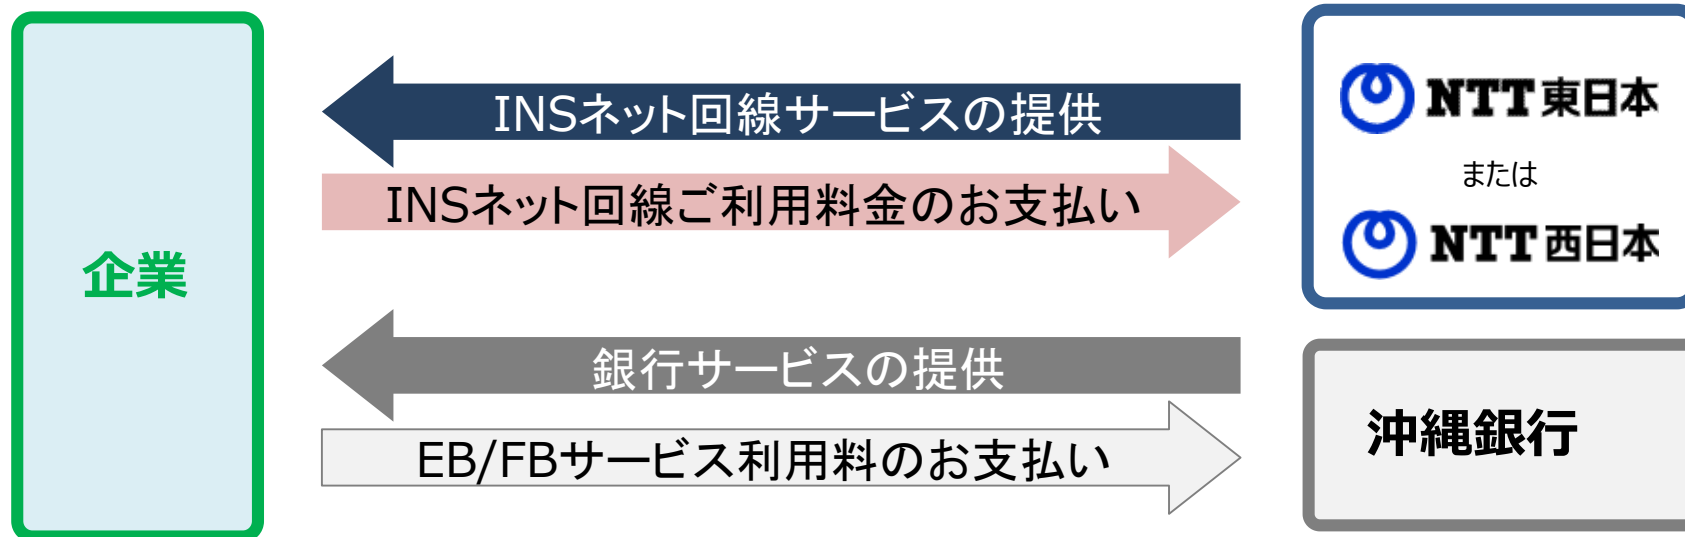 企業
INSネット回線サービスの提供
INSネット回線ご利用料金のお支払い
銀行サービスの提供
EB/FBサービス利用料のお支払い
NTT東日本
または
NTT西日本
沖縄銀行